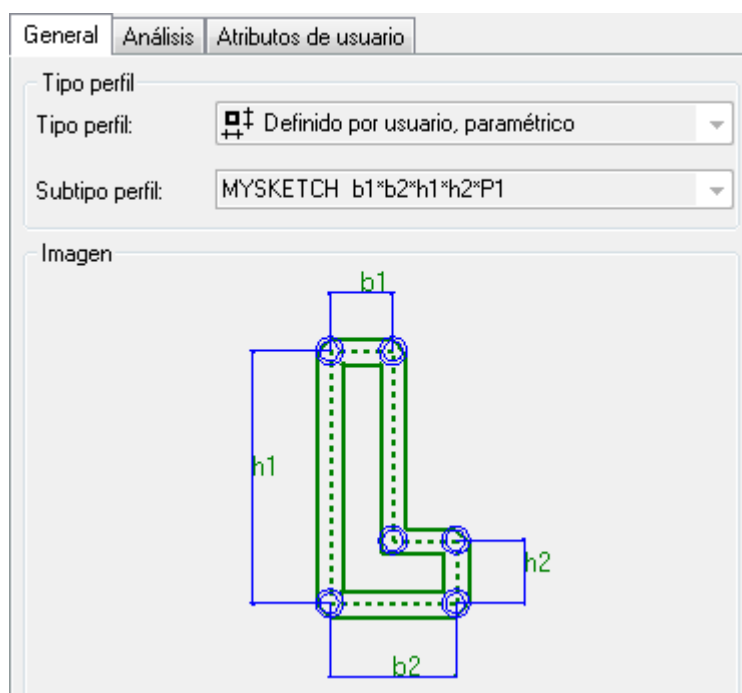 General Análisis Atributos de usuario
Tipo perfil
Tipo perfil: Definido por usuario, paramétrico
Subtipo perfil: MYSKETCH b1*b2*h1*h2*P1
Imagen
b1
h1
h2
b2